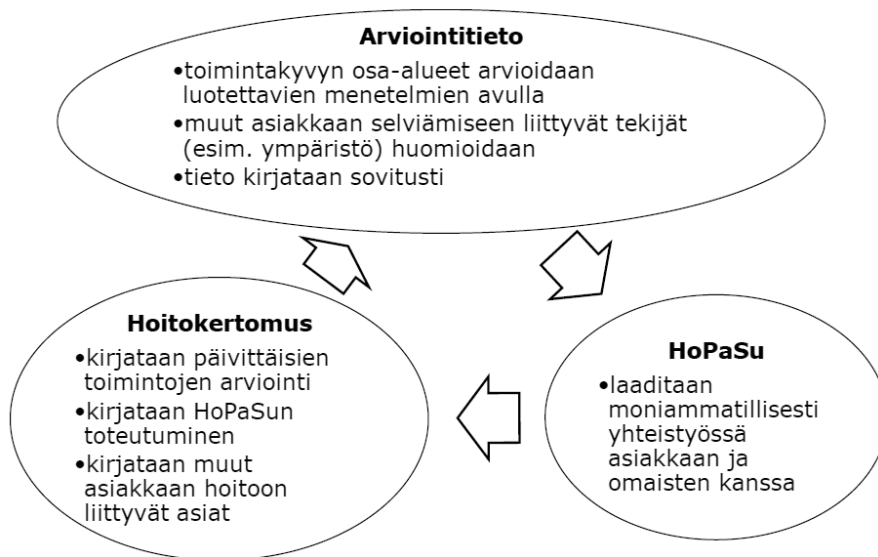 Arviointitieto
•toimintakyvyn osa-alueet arvioidaan
luotettavien menetelmien avulla
•muut asiakkaan selviämiseen liittyvät tekijät
(esim. ympäristö) huomioidaan
•tieto kirjataan sovitusti
Hoitokertomus
•kirjataan päivittäisien
toimintojen arviointi
•kirjataan HoPaSun
toteutuminen
•kirjataan muut
asiakkaan hoitoon
liittyvät asiat
HoPaSu
•laaditaan
moniammatillisesti
yhteistyössä
asiakkaan ja
omaisten kanssa